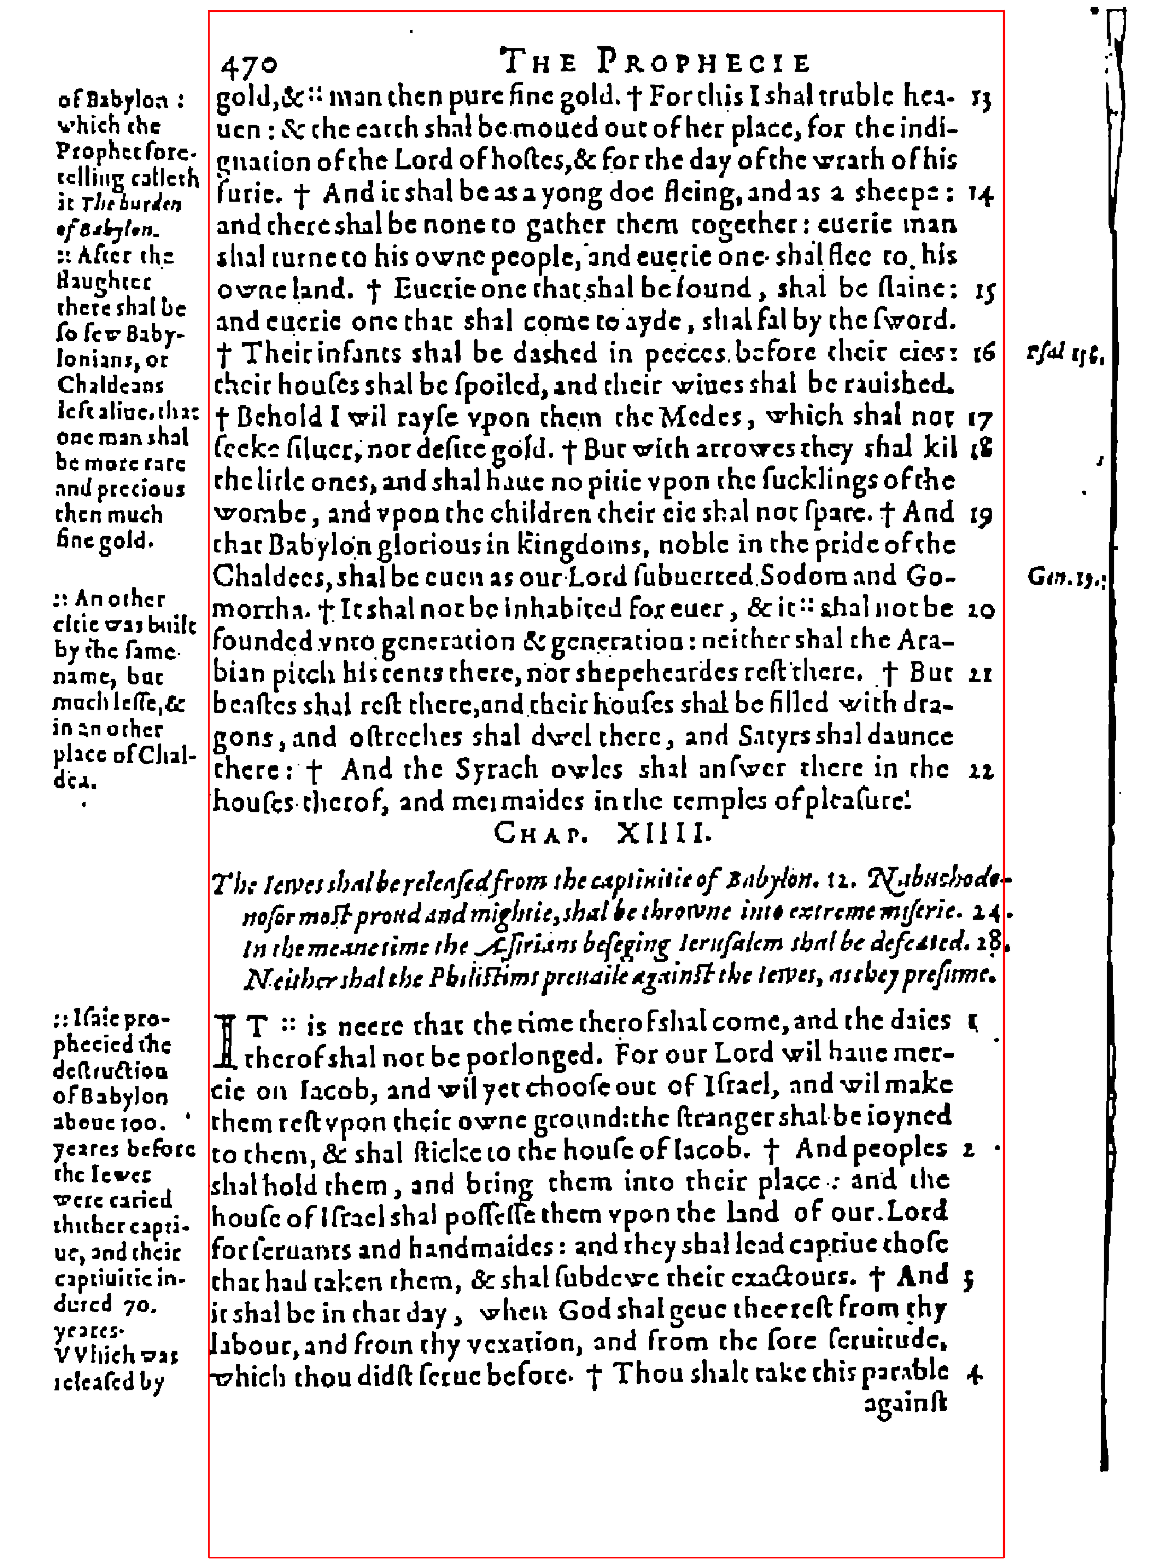 470 THE PROPHECIE
gold,& :: man then pure fine gold. † For this I shal truble hea- 13
uen : & the earth shal be moued out of her place, for the indi-
gnation of the Lord of hoſtes,& for the day of the wrath of his
furie. † And it shal be as a yong doe fleing, and as a sheepe : 14
and there shal be none to gather them together : euerie man
shal turne to his owne people, and euerie one shal flee to his
owne land. † Euerie one that shal be found , shal be ſlaine: 15
and euerie one that shal come to ayde , shal fal by the ſword.
† Their infants shal be dashed in peeces before their eies: 16
their houſes shal be ſpoiled, and their wiues shal be rauished.
† Behold I wil rayſe vpon them the Medes , which shal not 17
ſeeke ſiluer, nor deſire gold. † But with arrowes they shal kil 18
the litle ones, and shal haue no pitie vpon the ſucklings of the
wombe , and vpon the children their eie shal not ſpare. † And 19
that Babylon glorious in kingdoms, noble in the pride of the
Chaldees, shal be euen as our Lord ſubuerted Sodom and Go-
morrha. † It shal not be inhabited for euer , & it :: shal not be 20
founded vnto generation & generation : neither shal the Ara-
bian pitch his tents there, nor shepeheardes reſt there. † But 21
beaſtes shal reſt there, and their houſes shal be filled with dra-
gons , and oſtreches shal dwel there , and Satyrs shal daunce
there : † And the Syrach owles shal anſwer there in the 22
houſes therof, and mermaides in the temples of pleaſure.
CHAP. XIIII.
The Iewes shal be releaſed from the captiuitie of Babylon. 12. Nabuchodo-
noſor moſt proud and mightie, shal be throwne into extreme miſerie. 24.
In the meane time the Aſsirians beſeging Ieruſalem shal be defeated. 28.
Neither shal the Philiſtims preuaile againſt the Iewes, as they preſume.
IT :: is neere that the time therof shal come, and the daies 1
therof shal not be porlonged. For our Lord wil haue mer-
cie on Iacob, and wil yet chooſe out of Iſrael, and wil make
them reſt vpon their owne ground: the ſtranger shal be ioyned
to them, & shal ſticke to the houſe of Iacob. † And peoples 2
shal hold them , and bring them into their place : and the
houſe of Iſrael shal poſſeſſe them vpon the land of our Lord
for ſeruants and handmaides : and they shal lead captiue thoſe
that had taken them, & shal ſubdewe their exactours. † And 3
it shal be in that day , when God shal geue thee reſt from thy
labour, and from thy vexation, and from the ſore ſeruitude,
which thou didſt ſerue before. † Thou shalt take this parable 4
againſt
of Babylon :
which the
Prophet fore-
telling calleth
it The burden
of Babylon.
:: After the
ſlaughter
there shal be
ſo few Baby-
lonians, or
Chaldeans
left aliue, that
one man shal
be more rare
and precious
then much
fine gold.
:: An other
citie was built
by the ſame
name, but
much leſſe, &
in an other
place of Chal-
dea.
:: Iſaie pro-
phecied the
deſtruction
of Babylon
aboue 100.
yeares before
the Iewes
were caried
thither capti-
ue, and their
captiuitie in-
dured 70.
yeares.
VVhich was
releaſed by
Pſal 136.
Gen. 19.